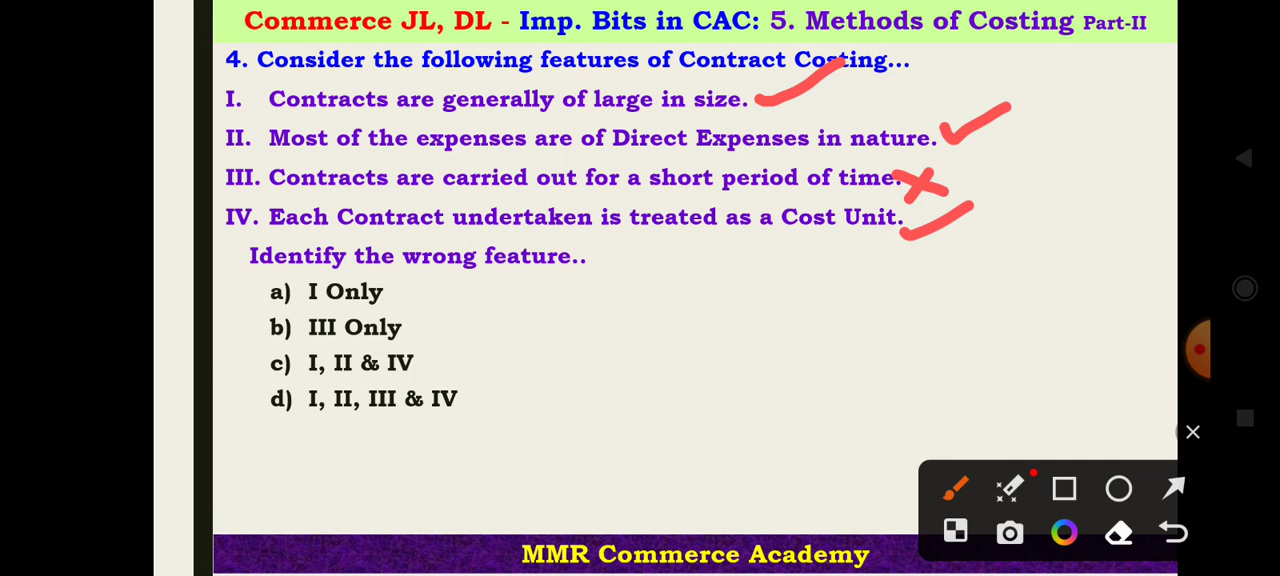 Commerce JL, DL - Imp. Bits in CAC: 5. Methods of Costing Part-II
4. Consider the following features of Contract Costing...
I. Contracts are generally of large in size.
II. Most of the expenses are of Direct Expenses in nature.
III. Contracts are carried out for a short period of time.
IV. Each Contract undertaken is treated as a Cost Unit.
Identify the wrong feature..
a) I Only
b) III Only
c) I, II & IV
d) I, II, III & IV
MMR Commerce Academy